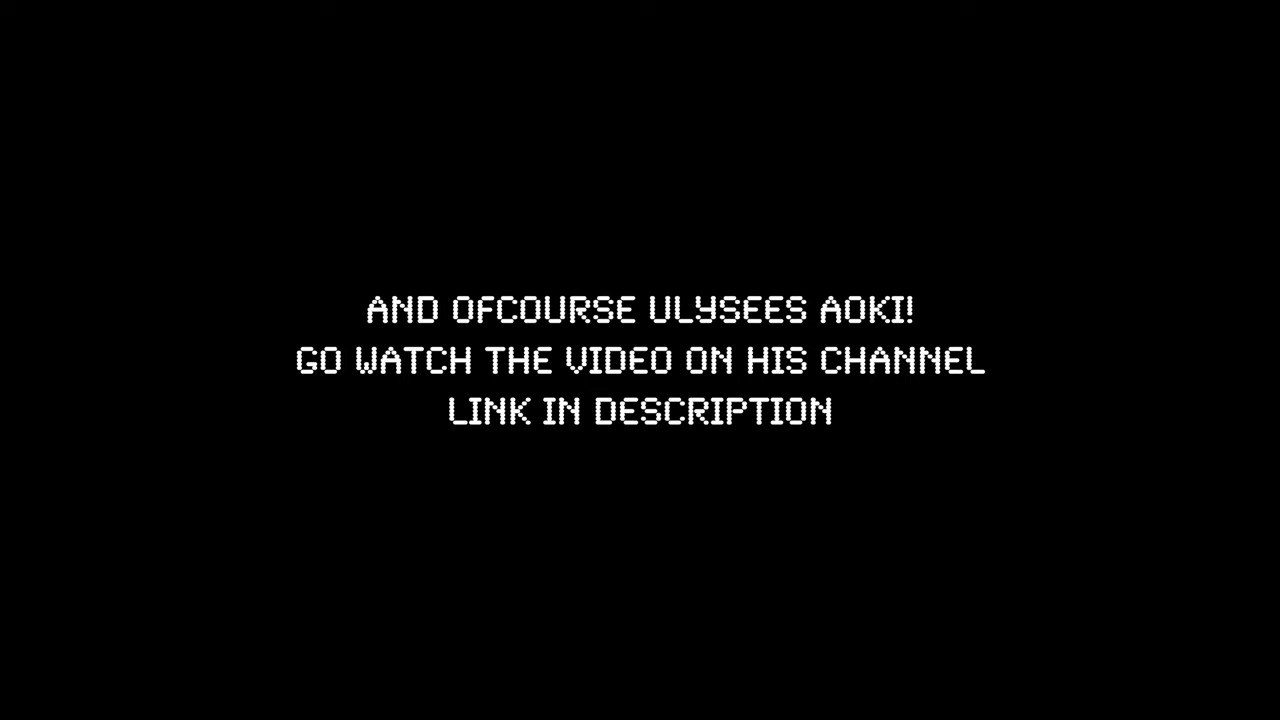 AND OFCOURSE ULYSEES AOKI!
GO WATCH THE VIDEO ON HIS CHANNEL
LINK IN DESCRIPTION